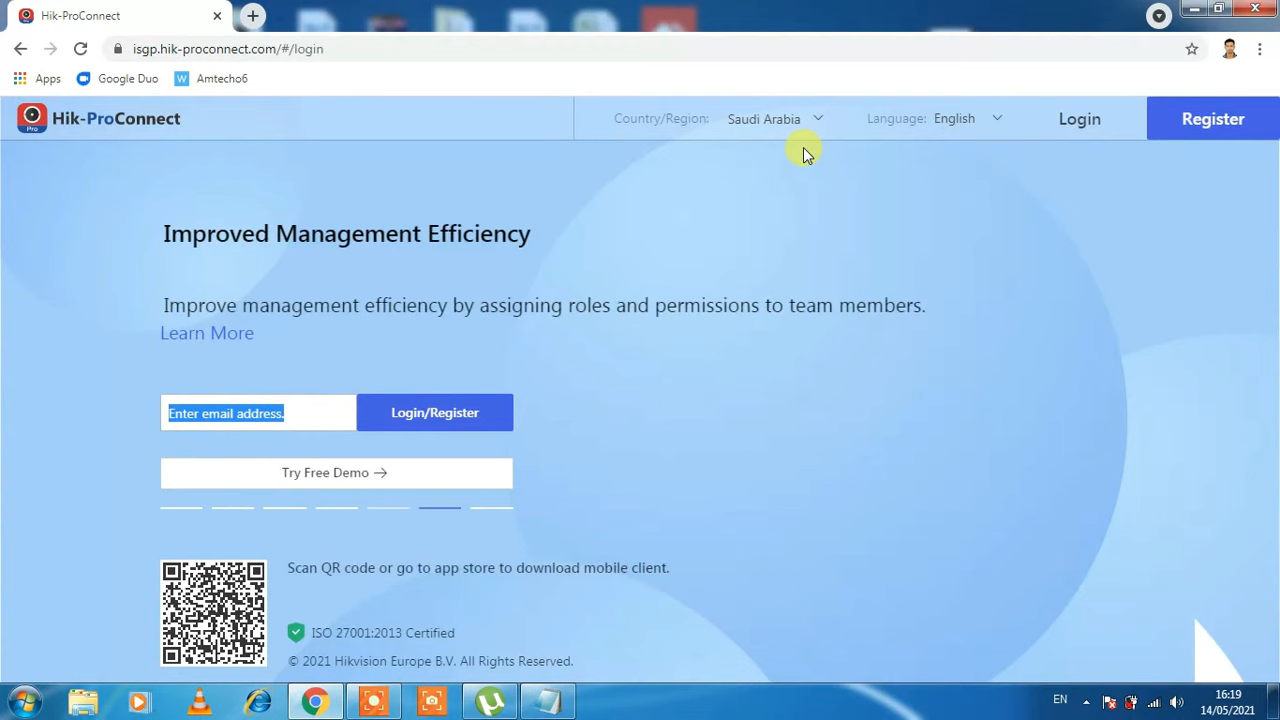 Hik-ProConnect
isgp.hik-proconnect.com/#/login
Apps
Google Duo
W
Amtecho6
Pro
Hik-ProConnect
Country/Region:
Saudi Arabia
Language:
English
Login
Register
Improved Management Efficiency
Improve management efficiency by assigning roles and permissions to team members.
Learn More
Enter email address.
Login/Register
Try Free Demo →
Scan QR code or go to app store to download mobile client.
ISO 27001:2013 Certified
© 2021 Hikvision Europe B.V. All Rights Reserved.
EN
16:19
14/05/2021